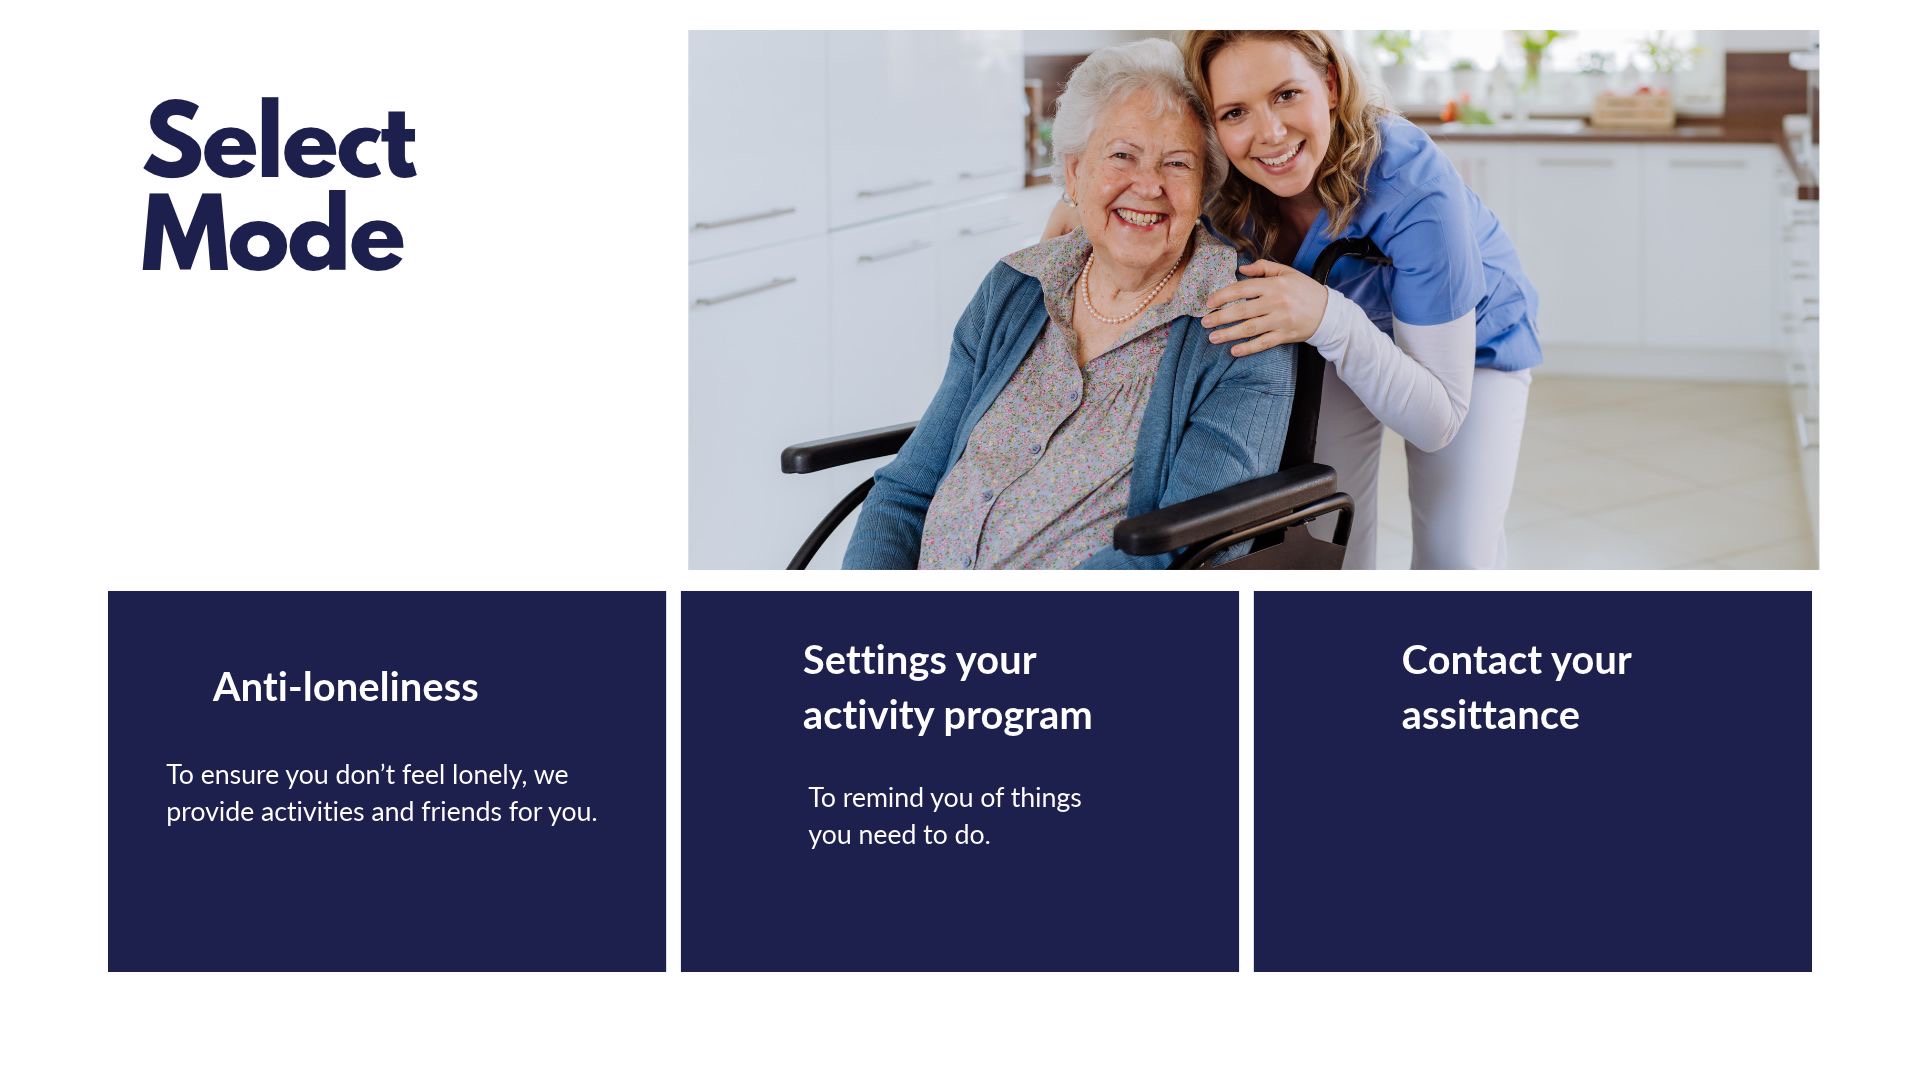 Select
Mode
Anti-loneliness
To ensure you don’t feel lonely, we
provide activities and friends for you.
Settings your
activity program
To remind you of things
you need to do.
Contact your
assittance